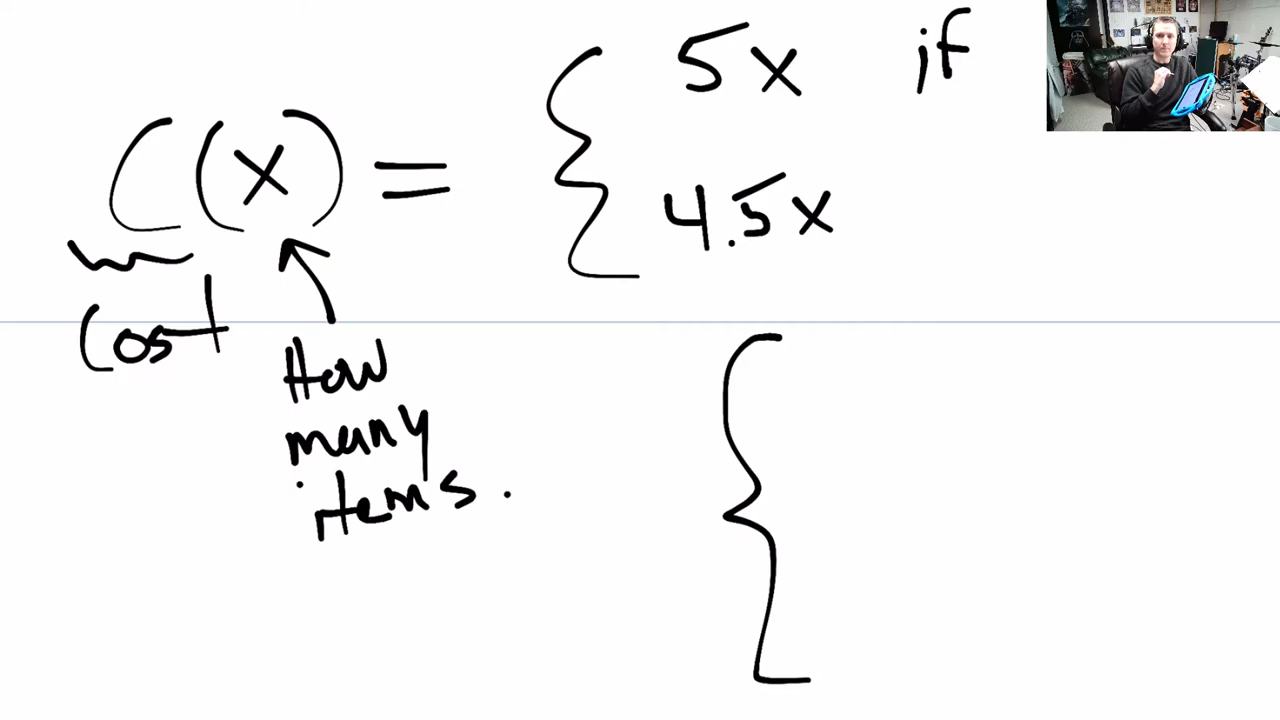 C(x) = { 5x if
4.5x
Cost
How
many
items.
{